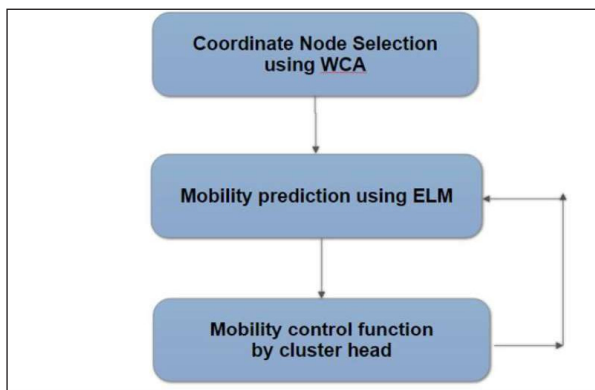 Coordinate Node Selection
using WCA
Mobility prediction using ELM
Mobility control function
by cluster head